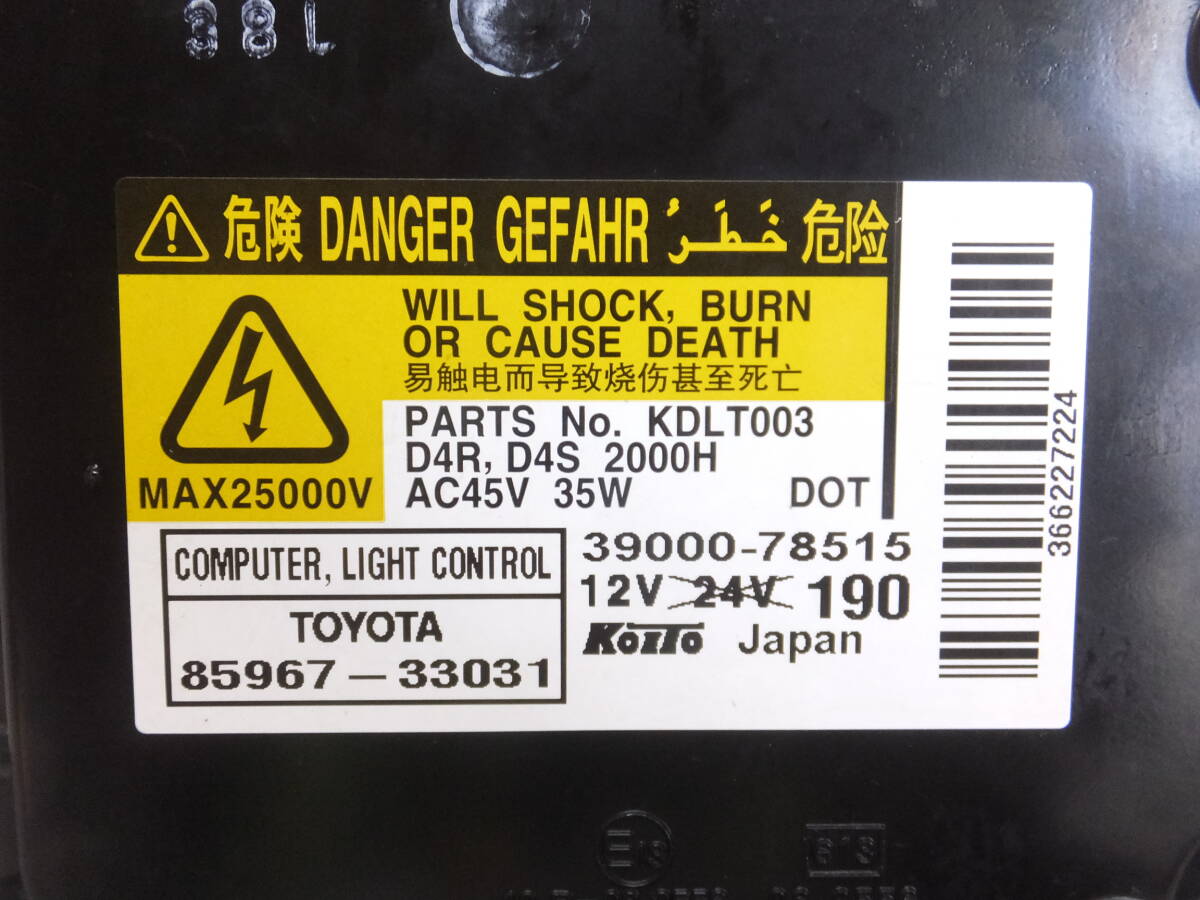 38L
危険 DANGER GEFAHR خَطَرُ 危险
WILL SHOCK, BURN
OR CAUSE DEATH
易触电而导致烧伤甚至死亡
MAX25000V
PARTS No. KDLT003
D4R, D4S 2000H
AC45V 35W DOT
COMPUTER, LIGHT CONTROL
TOYOTA
85967-33031
39000-78515
12V 24V 190
KoiTo Japan
366227224
E13